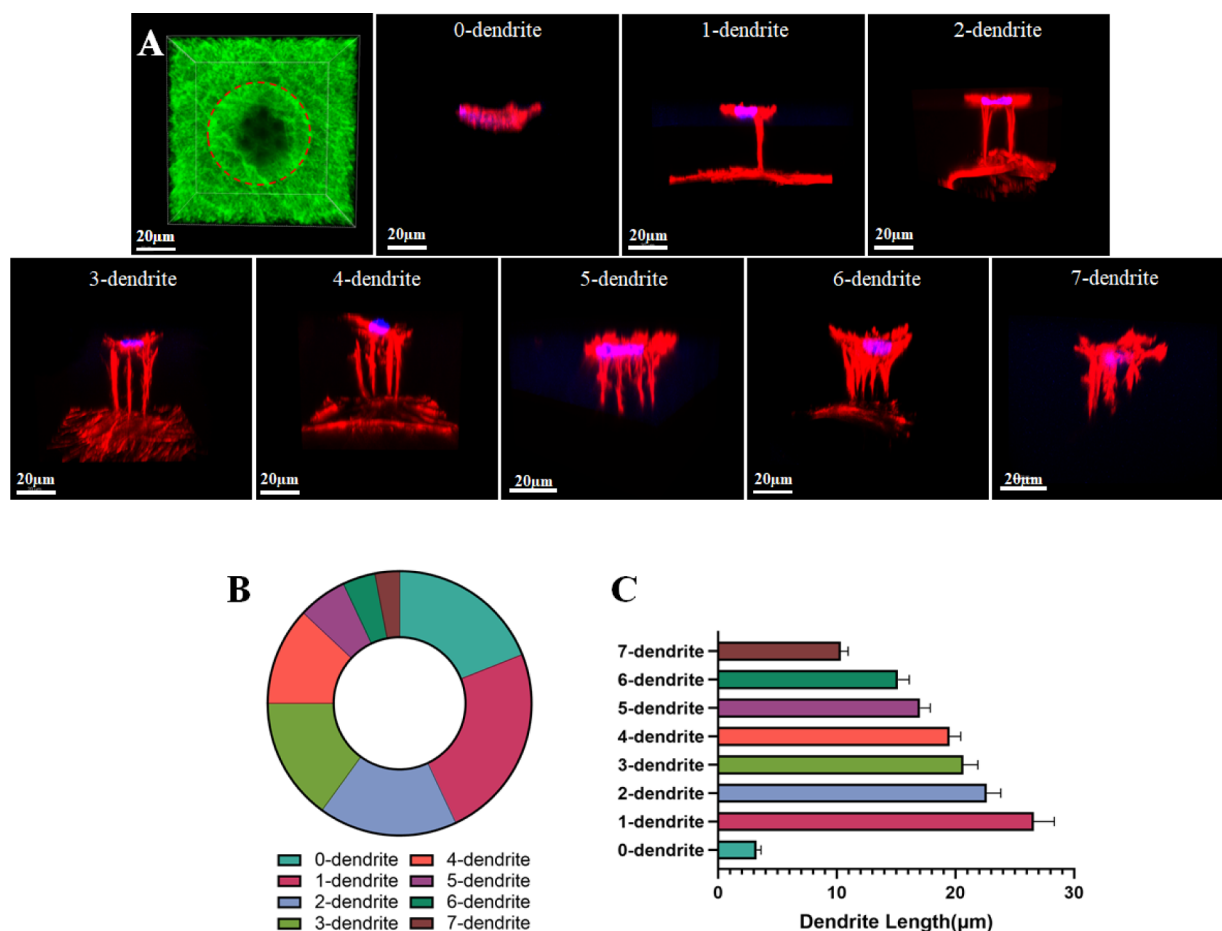 A
0-dendrite
1-dendrite
2-dendrite
20µm
20µm
20µm
20µm
3-dendrite
4-dendrite
5-dendrite
6-dendrite
7-dendrite
20µm
20µm
20µm
20µm
20µm
B
0-dendrite
4-dendrite
1-dendrite
5-dendrite
2-dendrite
6-dendrite
3-dendrite
7-dendrite
C
7-dendrite
6-dendrite
5-dendrite
4-dendrite
3-dendrite
2-dendrite
1-dendrite
0-dendrite
0 10 20 30
Dendrite Length(µm)